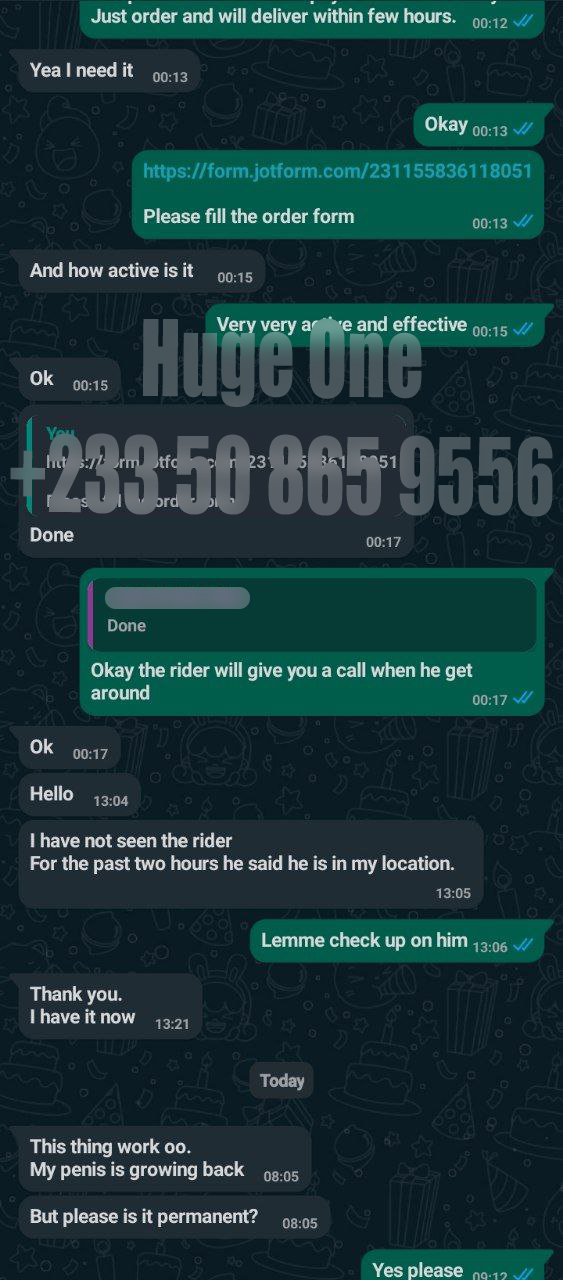 Just order and will deliver within few hours. 00:12
Yea I need it 00:13
Okay 00:13
https://form.jotform.com/231155836118051
Please fill the order form 00:13
And how active is it 00:15
Very very active and effective 00:15
Huge One
Ok 00:15
You
+233 50 865 9556
Done 00:17
Done
Okay the rider will give you a call when he get
around 00:17
Ok 00:17
Hello 13:04
I have not seen the rider
For the past two hours he said he is in my location.
13:05
Lemme check up on him 13:06
Thank you.
I have it now 13:21
Today
This thing work oo.
My penis is growing back 08:05
But please is it permanent? 08:05
Yes please 09:12